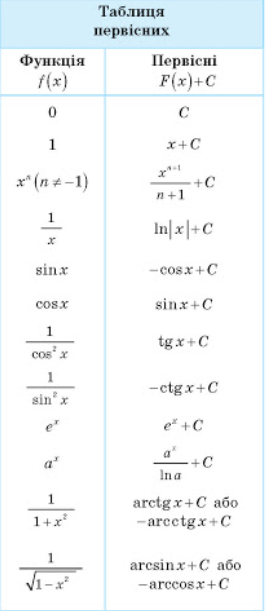 Таблиця
первісних
Функція Первісні
f(x) F(x)+C
0 C
1 x+C
xⁿ(n≠−1) xⁿ⁺¹/(n+1)+C
1/x ln|x|+C
sin x −cos x+C
cos x sin x+C
1/cos² x tg x+C
1/sin² x −ctg x+C
eˣ eˣ+C
aˣ aˣ/ln a+C
1/(1+x²) arctg x+C або
−arcctg x+C
1/√(1−x²) arcsin x+C або
−arccos x+C